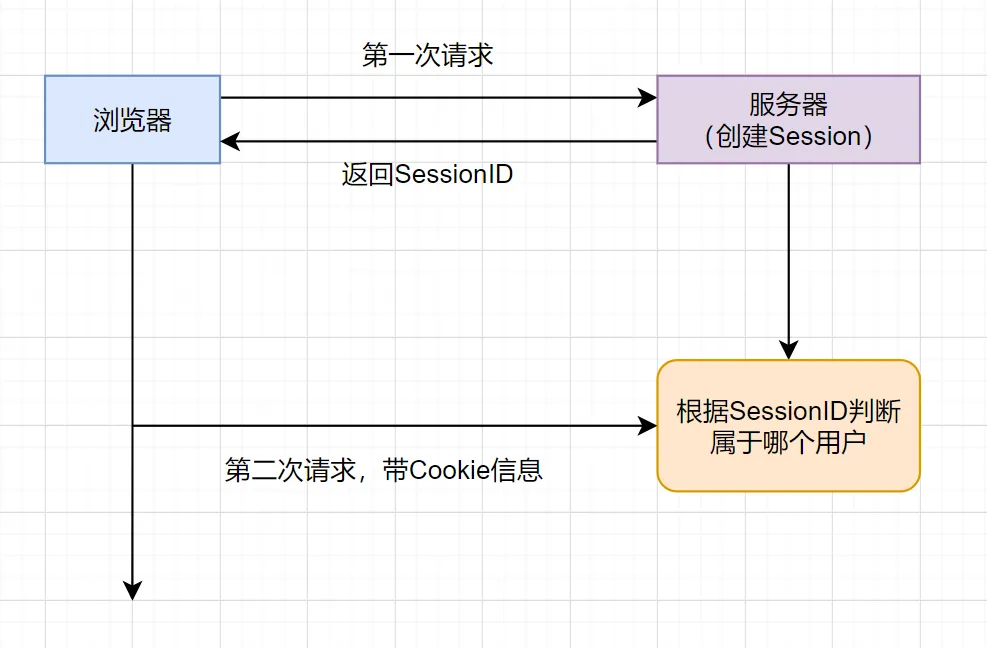 第一次请求
浏览器
服务器
（创建Session）
返回SessionID
根据SessionID判断
属于哪个用户
第二次请求，带Cookie信息